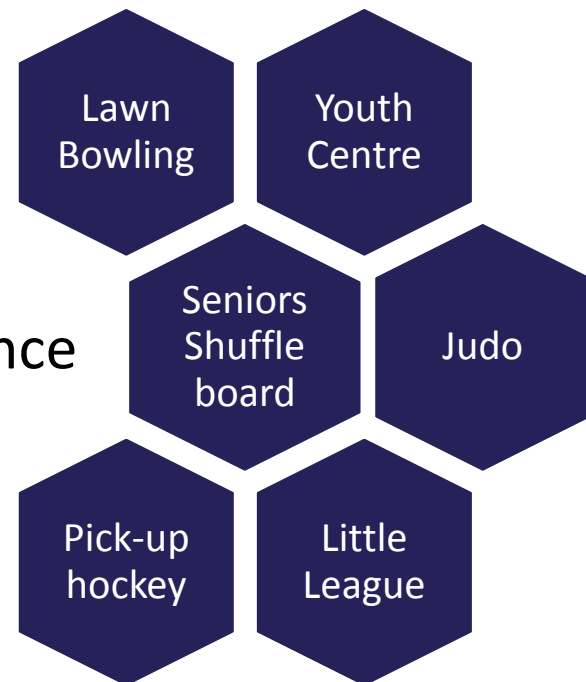 Lawn
Bowling
Youth
Centre
nce
Seniors
Shuffle
board
Judo
Pick-up
hockey
Little
League